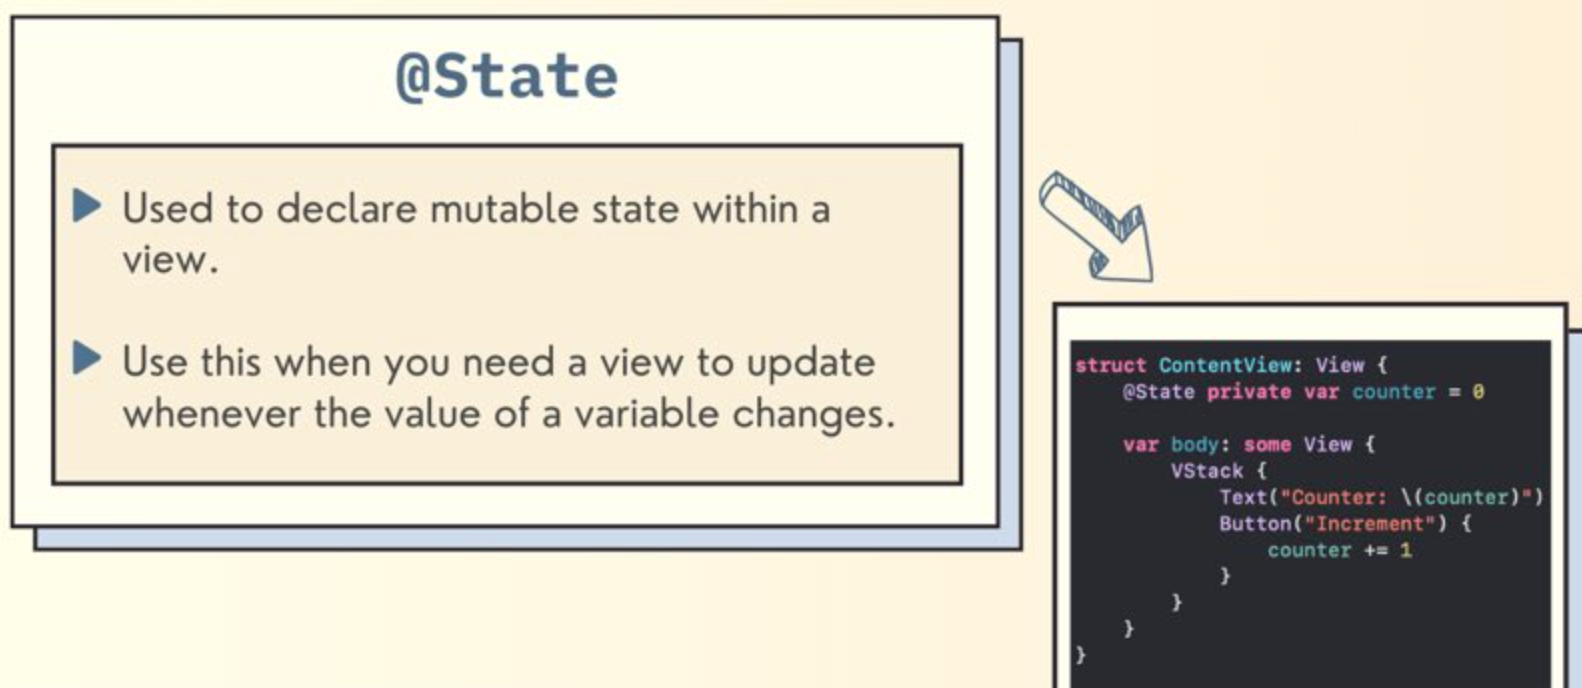 @State
Used to declare mutable state within a
view.
Use this when you need a view to update
whenever the value of a variable changes.
struct ContentView: View {
    @State private var counter = 0
    var body: some View {
        VStack {
            Text("Counter: \(counter)")
            Button("Increment") {
                counter += 1
            }
        }
    }
}